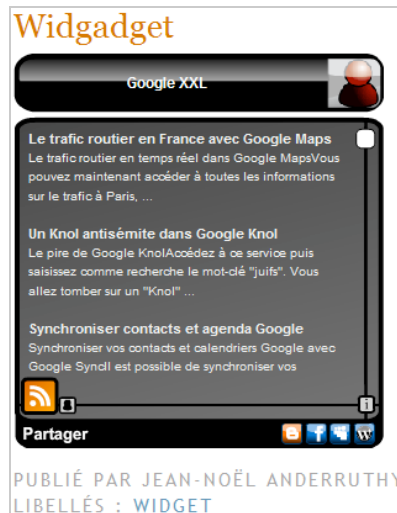 Widgadget
Google XXL
Le trafic routier en France avec Google Maps
Le trafic routier en temps réel dans Google MapsVous
pouvez maintenant accéder à toutes les informations
sur le trafic à Paris, ...
Un Knol antisémite dans Google Knol
Le pire de Google KnolAccédez à ce service puis
saisissez comme recherche le mot-clé "juifs". Vous
allez tomber sur un "Knol" ...
Synchroniser contacts et agenda Google
Synchroniser vos contacts et calendriers Google avec
Google SyncIl est possible de synchroniser vos
Partager
PUBLIÉ PAR JEAN-NOËL ANDERRUTHY
LIBELLÉS : WIDGET